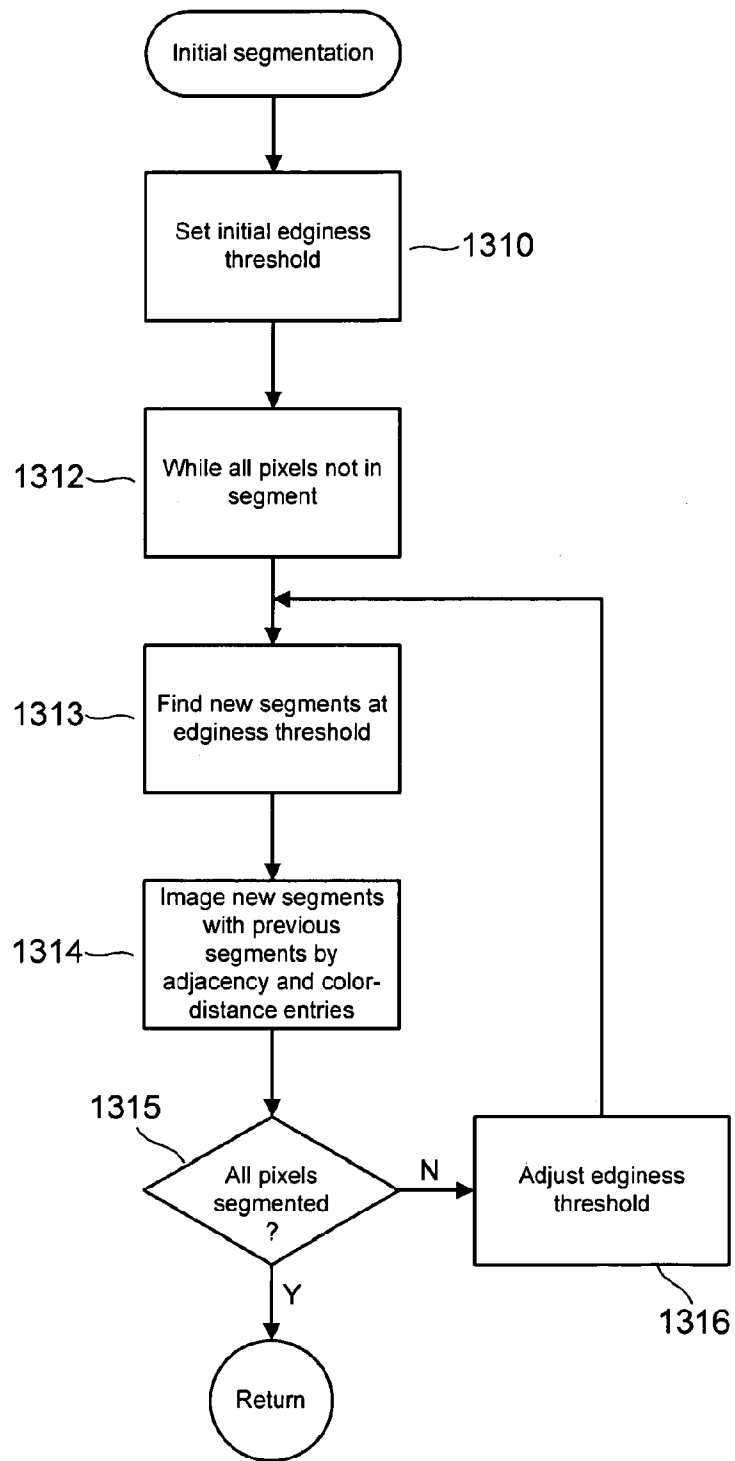 Initial segmentation
Set initial edginess
threshold
1310
1312
While all pixels not in
segment
1313
Find new segments at
edginess threshold
1314
Image new segments
with previous
segments by
adjacency and color-
distance entries
1315
All pixels
segmented
?
N
Adjust edginess
threshold
1316
Y
Return